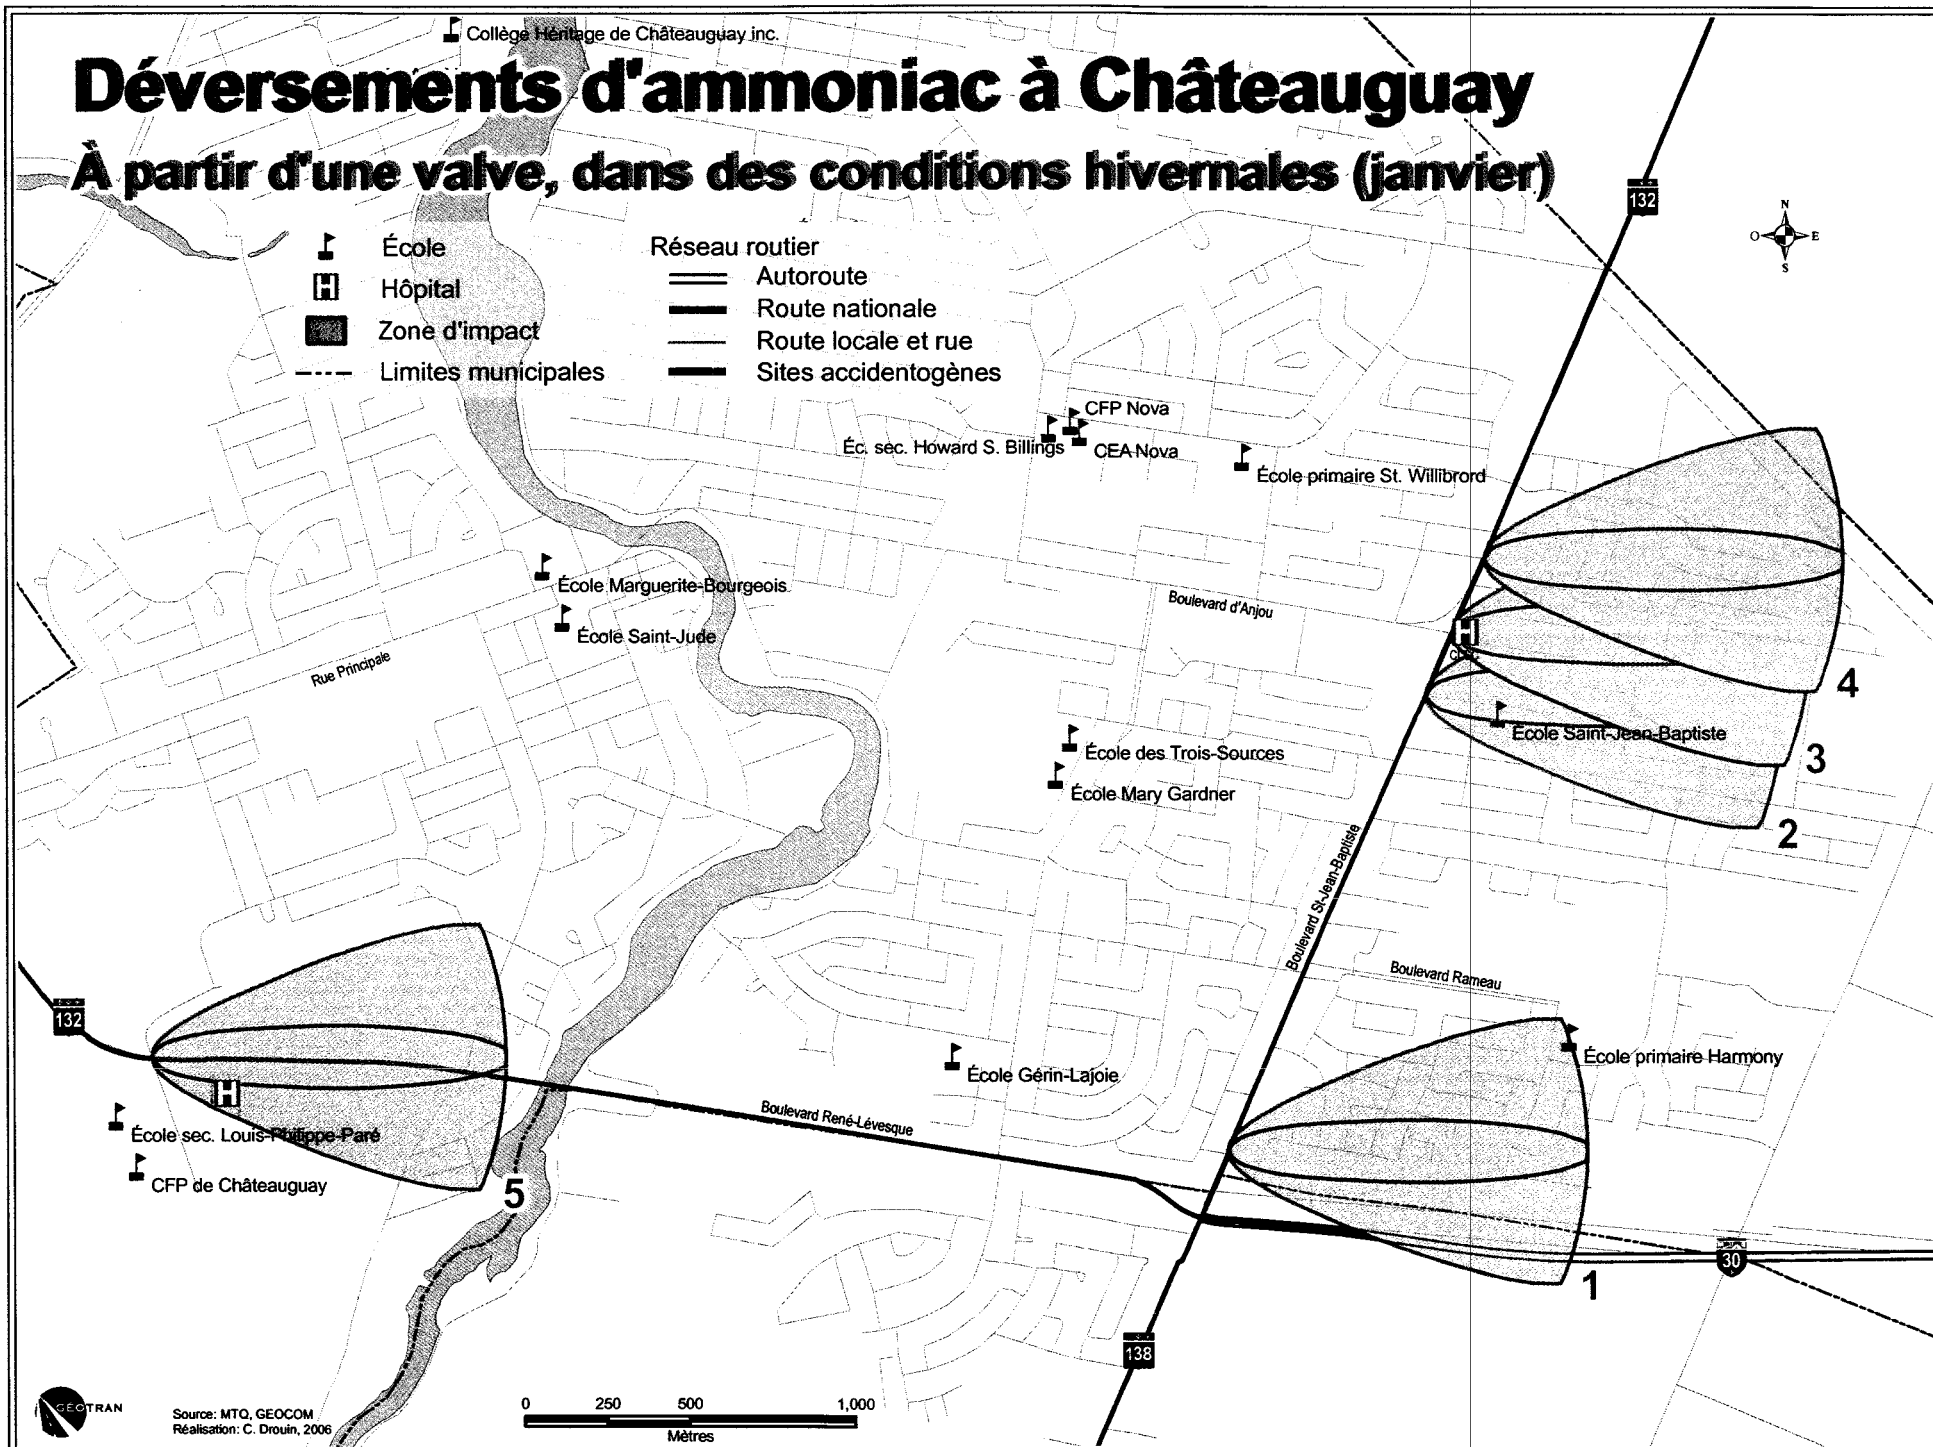 Collège Héritage de Châteauguay inc.
Déversements d'ammoniac à Châteauguay
À partir d'une valve, dans des conditions hivernales (janvier)
132
N
O E
S
École
Hôpital
Zone d'impact
Limites municipales
Réseau routier
Autoroute
Route nationale
Route locale et rue
Sites accidentogènes
CFP Nova
Éc. sec. Howard S. Billings
CEA Nova
École primaire St. Willibrord
École Marguerite-Bourgeois
École Saint-Jude
Rue Principale
Boulevard d'Anjou
H
4
École Saint-Jean-Baptiste
3
2
École des Trois-Sources
École Mary Gardner
Boulevard St-Jean-Baptiste
Boulevard Rameau
132
H
École sec. Louis-Philippe-Paré
CFP de Châteauguay
5
École Gérin-Lajoie
Boulevard René-Lévesque
École primaire Harmony
30
1
138
GÉOTRAN
Source: MTQ, GEOCOM
Réalisation: C. Drouin, 2006
0 250 500 1,000
Mètres